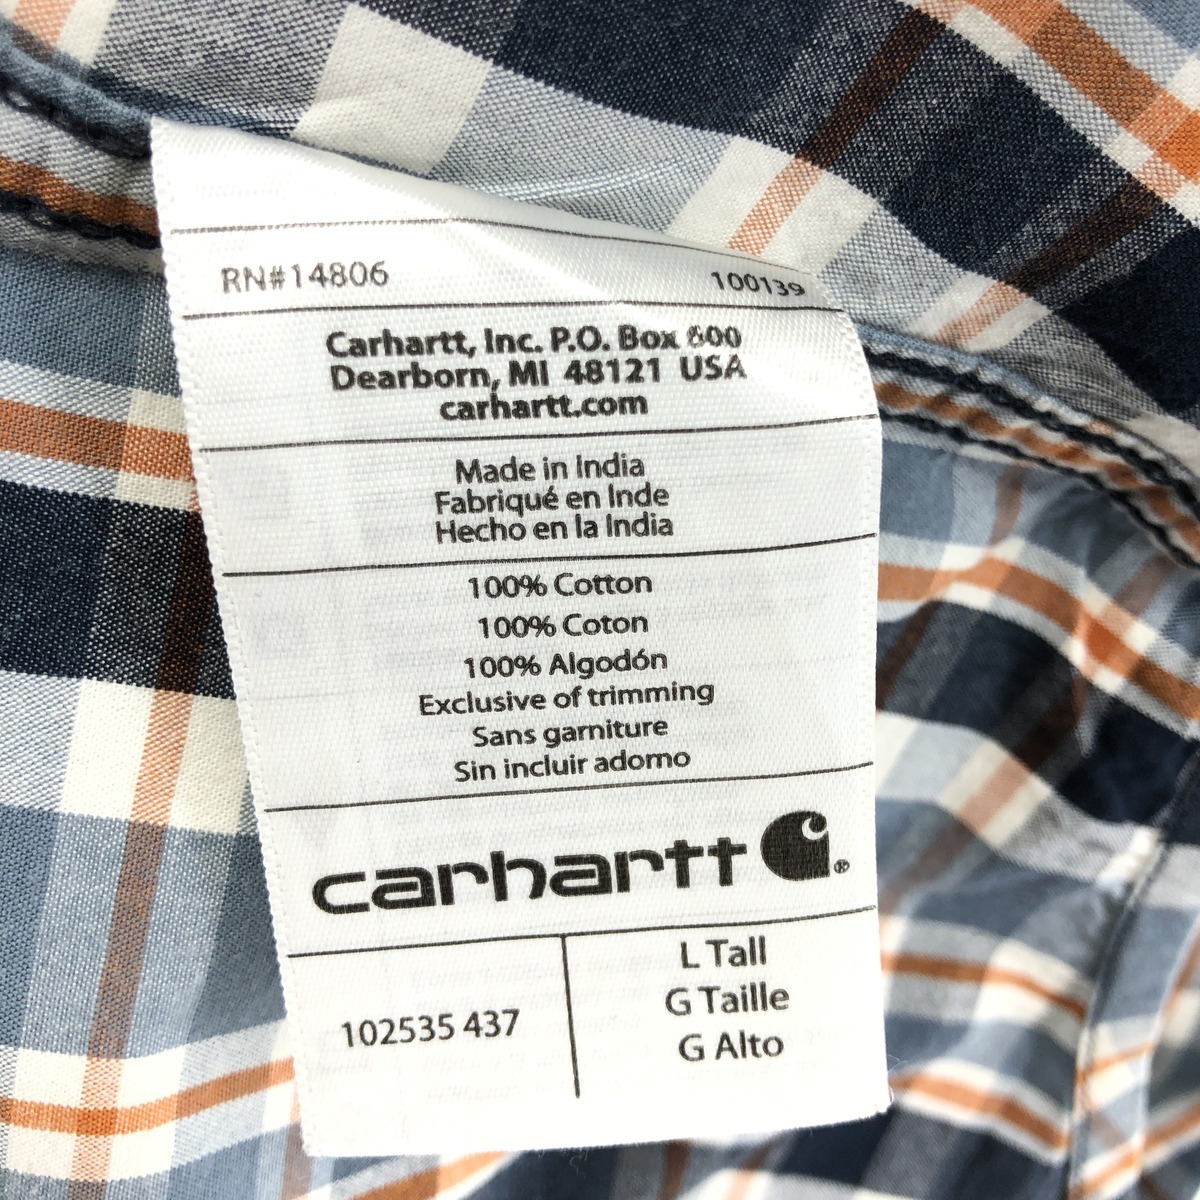 RN#14806 100139
Carhartt, Inc. P.O. Box 600
Dearborn, MI 48121 USA
carhartt.com
Made in India
Fabriqué en Inde
Hecho en la India
100% Cotton
100% Coton
100% Algodón
Exclusive of trimming
Sans garniture
Sin incluir adorno
carhartt ®
102535 437
L Tall
G Taille
G Alto